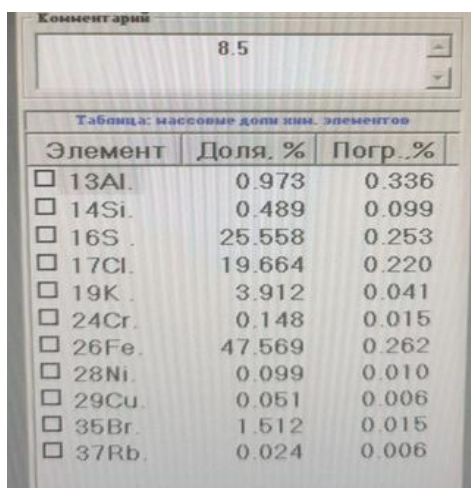 Комментарий
8.5
Таблица: массовые доли хим. элементов
Элемент Доля, % Погр.,%
13Al. 0.973 0.336
14Si. 0.489 0.099
16S . 25.558 0.253
17Cl. 19.664 0.220
19K . 3.912 0.041
24Cr. 0.148 0.015
26Fe. 47.569 0.262
28Ni. 0.099 0.010
29Cu. 0.051 0.006
35Br. 1.512 0.015
37Rb. 0.024 0.006